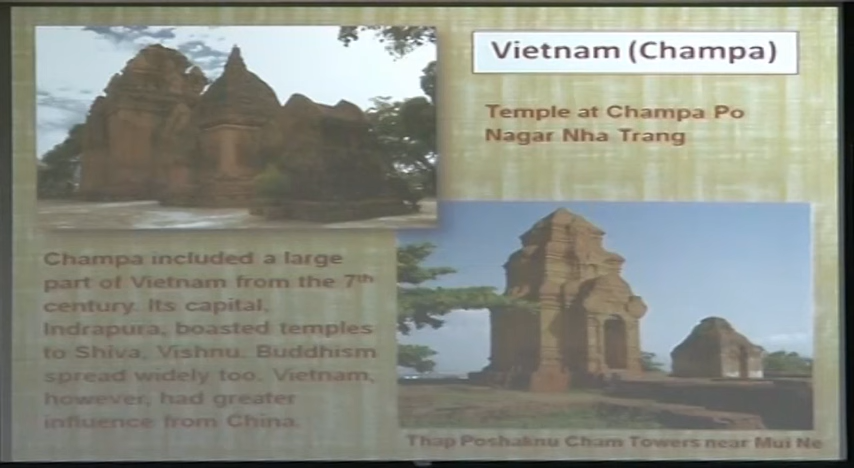 Vietnam (Champa)
Temple at Champa Po
Nagar Nha Trang
Champa included a large
part of Vietnam from the 7th
century. Its capital,
Indrapura, boasted temples
to Shiva, Vishnu. Buddhism
spread widely too. Vietnam,
however, had greater
influence from China.
Thap Poshaknu Cham Towers near Mui Ne